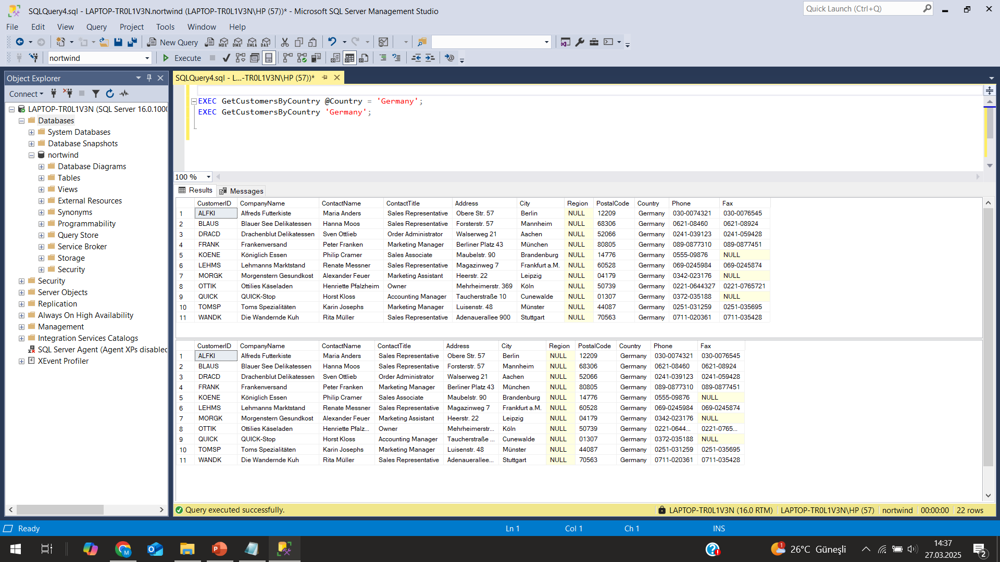 SQLQuery4.sql - LAPTOP-TR0L1V3N.nortwind (LAPTOP-TR0L1V3N\HP (57))* - Microsoft SQL Server Management Studio
Quick Launch (Ctrl+Q)
File Edit View Query Project Tools Window Help
New Query
MDX DMX XMLA DAX
nortwind Execute
Object Explorer
SQLQuery4.sql - L...-TR0L1V3N\HP (57))*
Connect
LAPTOP-TR0L1V3N (SQL Server 16.0.1000
Databases
System Databases
Database Snapshots
nortwind
Database Diagrams
Tables
Views
External Resources
Synonyms
Programmability
Query Store
Service Broker
Storage
Security
Security
Server Objects
Replication
Always On High Availability
Management
Integration Services Catalogs
SQL Server Agent (Agent XPs disabled
XEvent Profiler
EXEC GetCustomersByCountry @Country = 'Germany';
EXEC GetCustomersByCountry 'Germany';
100 %
Results Messages
CustomerID CompanyName ContactName ContactTitle Address City Region PostalCode Country Phone Fax
1 ALFKI Alfreds Futterkiste Maria Anders Sales Representative Obere Str. 57 Berlin NULL 12209 Germany 030-0074321 030-0076545
2 BLAUS Blauer See Delikatessen Hanna Moos Sales Representative Forsterstr. 57 Mannheim NULL 68306 Germany 0621-08460 0621-08924
3 DRACD Drachenblut Delikatessen Sven Ottlieb Order Administrator Walserweg 21 Aachen NULL 52066 Germany 0241-039123 0241-059428
4 FRANK Frankenversand Peter Franken Marketing Manager Berliner Platz 43 München NULL 80805 Germany 089-0877310 089-0877451
5 KOENE Königlich Essen Philip Cramer Sales Associate Maubelstr. 90 Brandenburg NULL 14776 Germany 0555-09876 NULL
6 LEHMS Lehmanns Marktstand Renate Messner Sales Representative Magazinweg 7 Frankfurt a.M. NULL 60528 Germany 069-0245984 069-0245874
7 MORGK Morgenstern Gesundkost Alexander Feuer Marketing Assistant Heerstr. 22 Leipzig NULL 04179 Germany 0342-023176 NULL
8 OTTIK Ottilies Käseladen Henriette Pfalzheim Owner Mehrheimerstr. 369 Köln NULL 50739 Germany 0221-0644327 0221-0765721
9 QUICK QUICK-Stop Horst Kloss Accounting Manager Taucherstraße 10 Cunewalde NULL 01307 Germany 0372-035188 NULL
10 TOMSP Toms Spezialitäten Karin Josephs Marketing Manager Luisenstr. 48 Münster NULL 44087 Germany 0251-031259 0251-035695
11 WANDK Die Wandernde Kuh Rita Müller Sales Representative Adenauerallee 900 Stuttgart NULL 70563 Germany 0711-020361 0711-035428
CustomerID CompanyName ContactName ContactTitle Address City Region PostalCode Country Phone Fax
1 ALFKI Alfreds Futterkiste Maria Anders Sales Representative Obere Str. 57 Berlin NULL 12209 Germany 030-0074321 030-0076545
2 BLAUS Blauer See Delikatessen Hanna Moos Sales Representative Forsterstr. 57 Mannheim NULL 68306 Germany 0621-08460 0621-08924
3 DRACD Drachenblut Delikatessen Sven Ottlieb Order Administrator Walserweg 21 Aachen NULL 52066 Germany 0241-039123 0241-059428
4 FRANK Frankenversand Peter Franken Marketing Manager Berliner Platz 43 München NULL 80805 Germany 089-0877310 089-0877451
5 KOENE Königlich Essen Philip Cramer Sales Associate Maubelstr. 90 Brandenburg NULL 14776 Germany 0555-09876 NULL
6 LEHMS Lehmanns Marktstand Renate Messner Sales Representative Magazinweg 7 Frankfurt a.M. NULL 60528 Germany 069-0245984 069-0245874
7 MORGK Morgenstern Gesundkost Alexander Feuer Marketing Assistant Heerstr. 22 Leipzig NULL 04179 Germany 0342-023176 NULL
8 OTTIK Ottilies Käseladen Henriette Pfalz... Owner Mehrheimerstr... Köln NULL 50739 Germany 0221-0644... 0221-0765...
9 QUICK QUICK-Stop Horst Kloss Accounting Manager Taucherstraße ... Cunewalde NULL 01307 Germany 0372-035188 NULL
10 TOMSP Toms Spezialitäten Karin Josephs Marketing Manager Luisenstr. 48 Münster NULL 44087 Germany 0251-031259 0251-035695
11 WANDK Die Wandernde Kuh Rita Müller Sales Representative Adenauerallee... Stuttgart NULL 70563 Germany 0711-020361 0711-035428
Query executed successfully. LAPTOP-TR0L1V3N (16.0 RTM) LAPTOP-TR0L1V3N\HP (57) nortwind 00:00:00 22 rows
Ready Ln 1 Col 1 Ch 1 INS
1 26°C Güneşli 14:37
27.03.2025 2